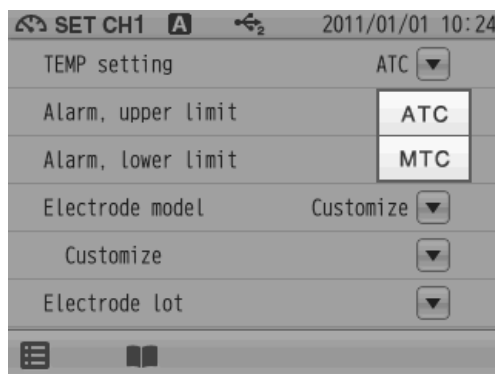 SET CH1 A 2 2011/01/01 10:24
TEMP setting ATC
Alarm, upper limit ATC
Alarm, lower limit MTC
Electrode model Customize
Customize
Electrode lot